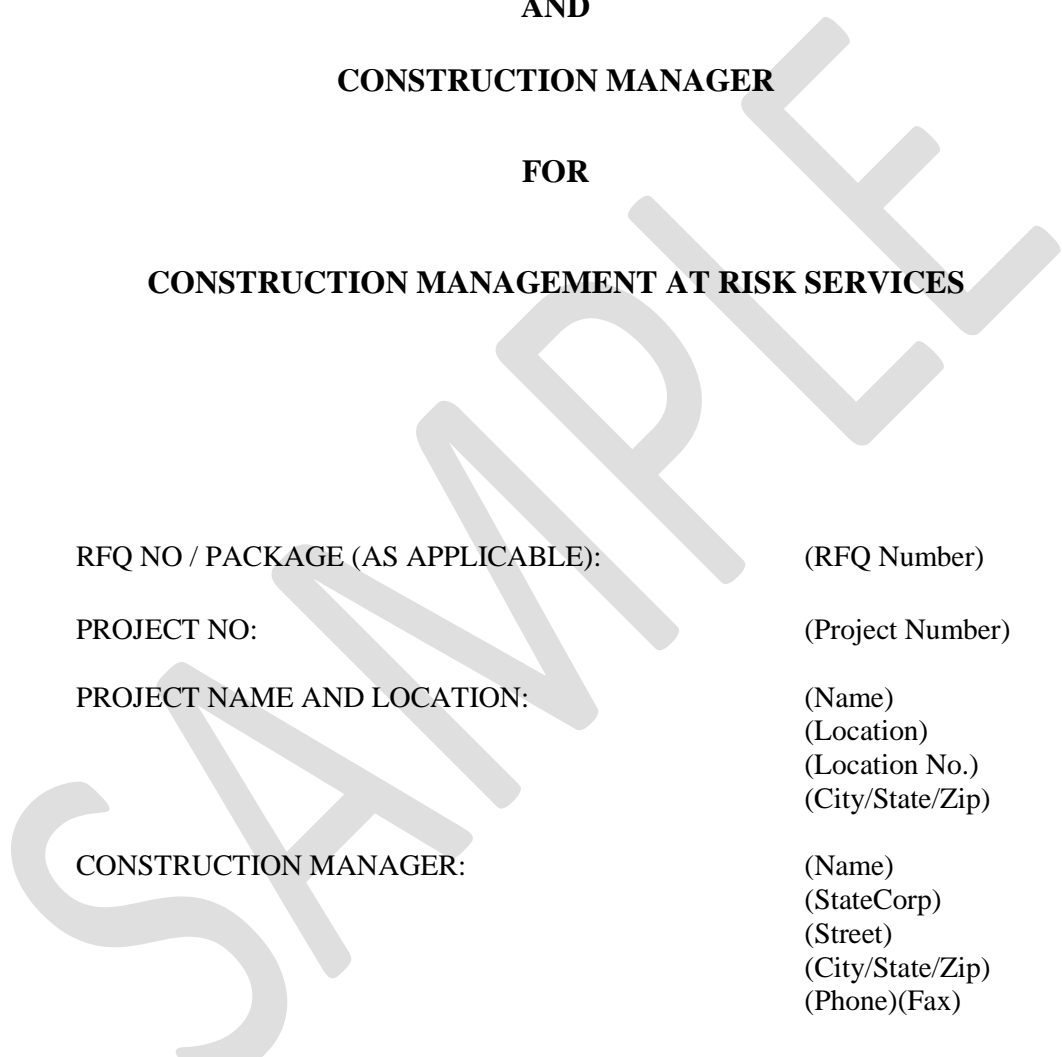 AND
CONSTRUCTION MANAGER
FOR
CONSTRUCTION MANAGEMENT AT RISK SERVICES
RFQ NO / PACKAGE (AS APPLICABLE): (RFQ Number)
PROJECT NO: (Project Number)
PROJECT NAME AND LOCATION: (Name)
(Location)
(Location No.)
(City/State/Zip)
CONSTRUCTION MANAGER: (Name)
(StateCorp)
(Street)
(City/State/Zip)
(Phone)(Fax)
SAMPLE